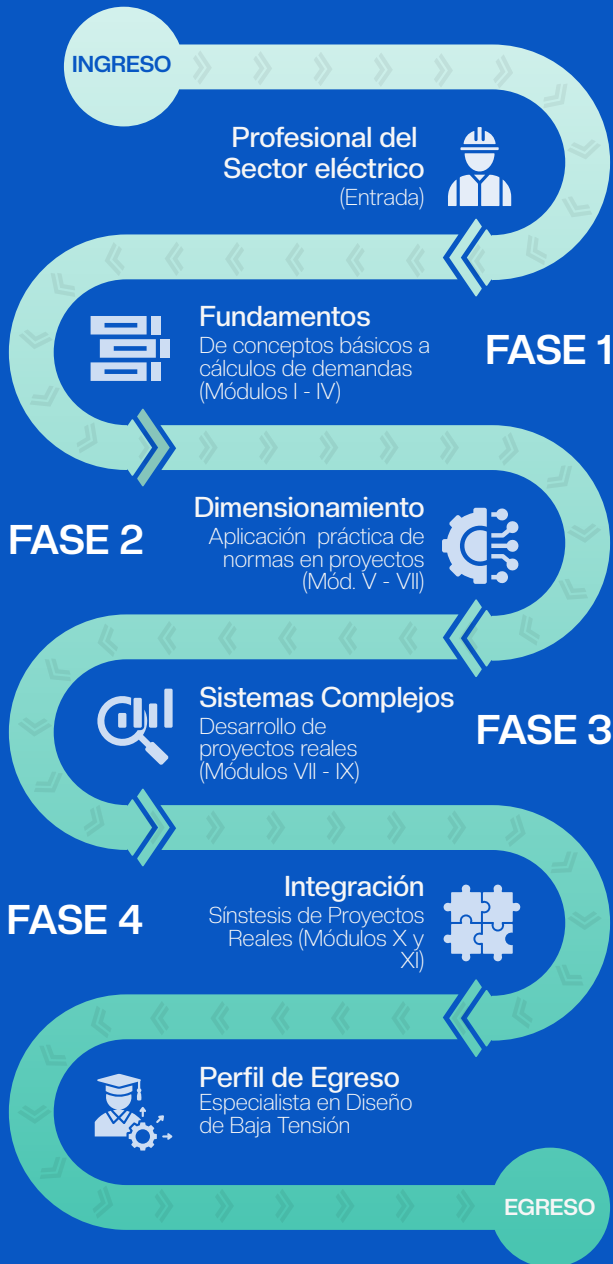 INGRESO
Profesional del
Sector eléctrico
(Entrada)
Fundamentos
De conceptos básicos a
cálculos de demandas
(Módulos I - IV)
FASE 1
Dimensionamiento
Aplicación práctica de
normas en proyectos
(Mód. V - VII)
FASE 2
Sistemas Complejos
Desarrollo de
proyectos reales
(Módulos VII - IX)
FASE 3
Integración
Sínstesis de Proyectos
Reales (Módulos X y
XI)
FASE 4
Perfil de Egreso
Especialista en Diseño
de Baja Tensión
EGRESO